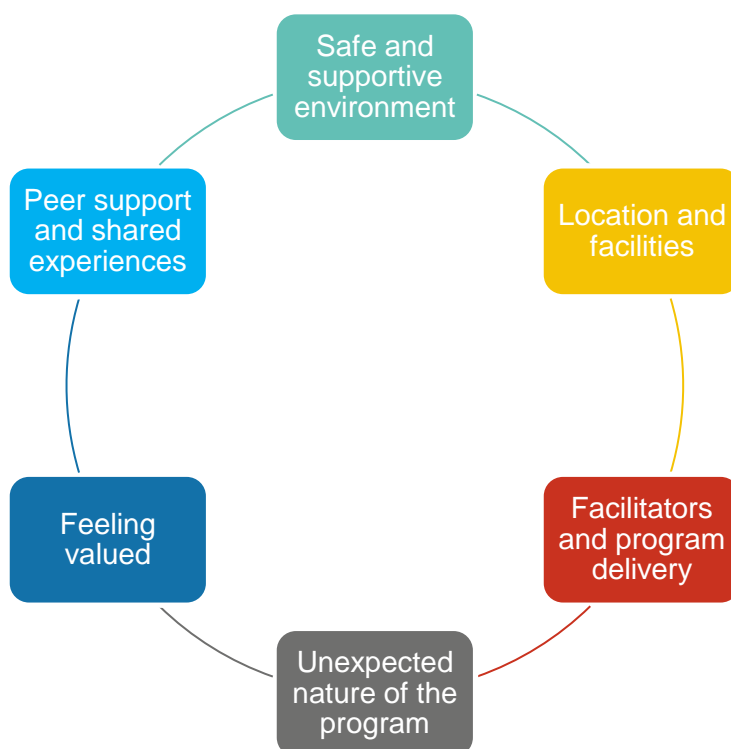 Safe and
supportive
environment
Location and
facilities
Facilitators
and program
delivery
Unexpected
nature of the
program
Feeling
valued
Peer support
and shared
experiences